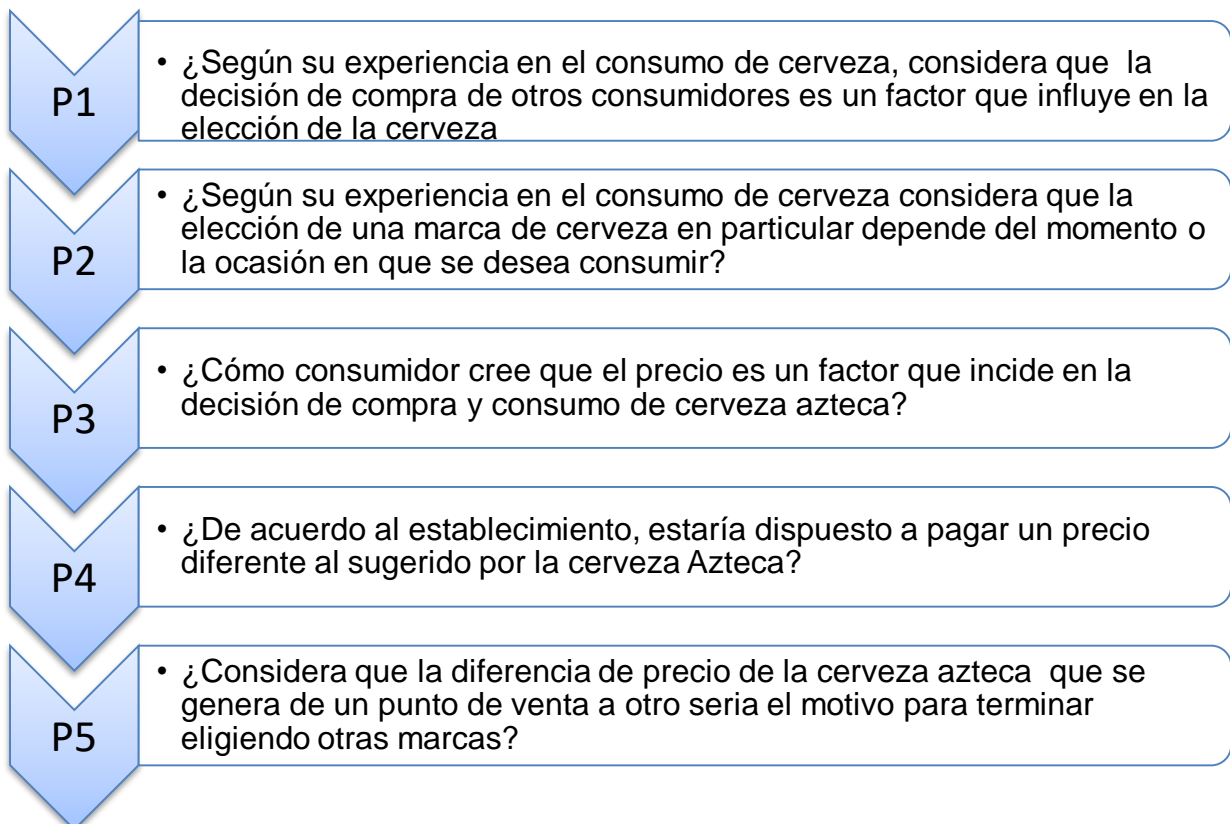 P1
• ¿Según su experiencia en el consumo de cerveza, considera que  la
decisión de compra de otros consumidores es un factor que influye en la
elección de la cerveza
P2
• ¿Según su experiencia en el consumo de cerveza considera que la
elección de una marca de cerveza en particular depende del momento o
la ocasión en que se desea consumir?
P3
• ¿Cómo consumidor cree que el precio es un factor que incide en la
decisión de compra y consumo de cerveza azteca?
P4
• ¿De acuerdo al establecimiento, estaría dispuesto a pagar un precio
diferente al sugerido por la cerveza Azteca?
P5
• ¿Considera que la diferencia de precio de la cerveza azteca  que se
genera de un punto de venta a otro seria el motivo para terminar
eligiendo otras marcas?